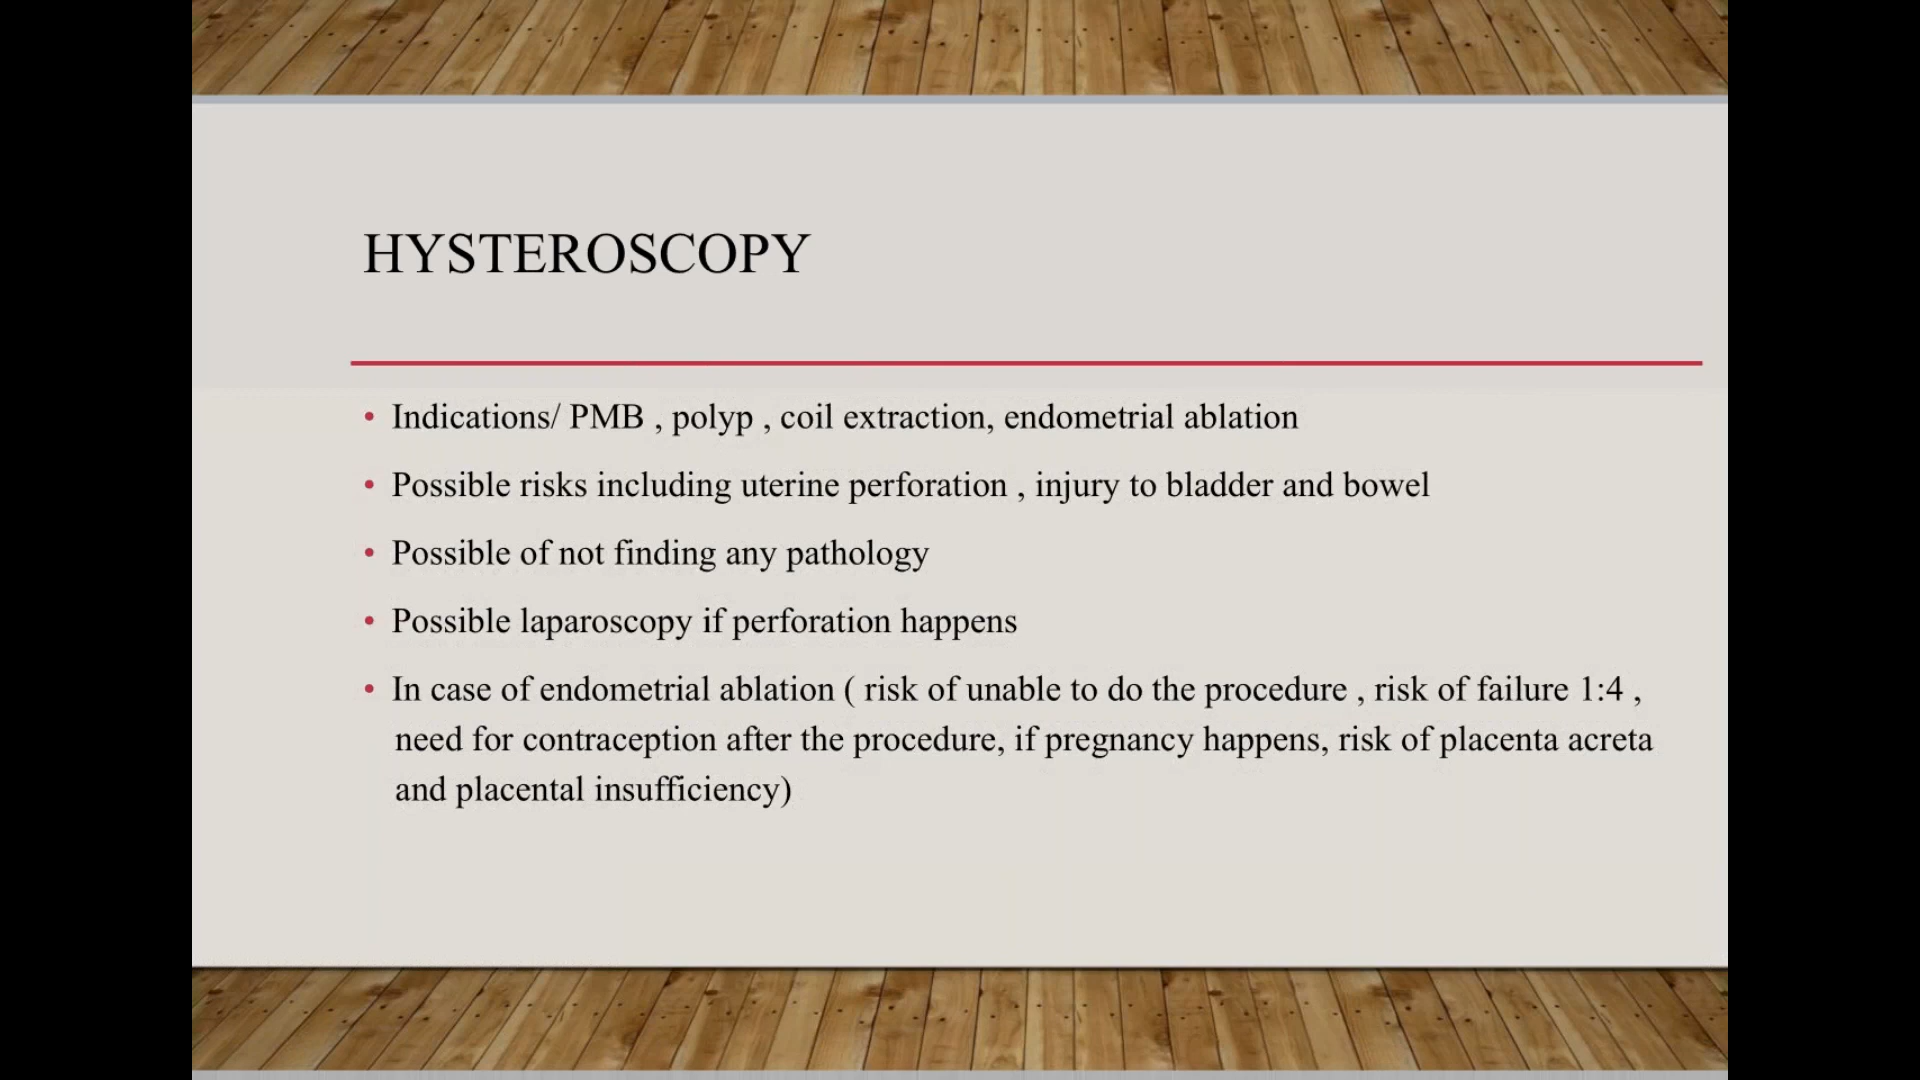 HYSTEROSCOPY
• Indications/ PMB , polyp , coil extraction, endometrial ablation
• Possible risks including uterine perforation , injury to bladder and bowel
• Possible of not finding any pathology
• Possible laparoscopy if perforation happens
• In case of endometrial ablation ( risk of unable to do the procedure , risk of failure 1:4 ,
need for contraception after the procedure, if pregnancy happens, risk of placenta acreta
and placental insufficiency)